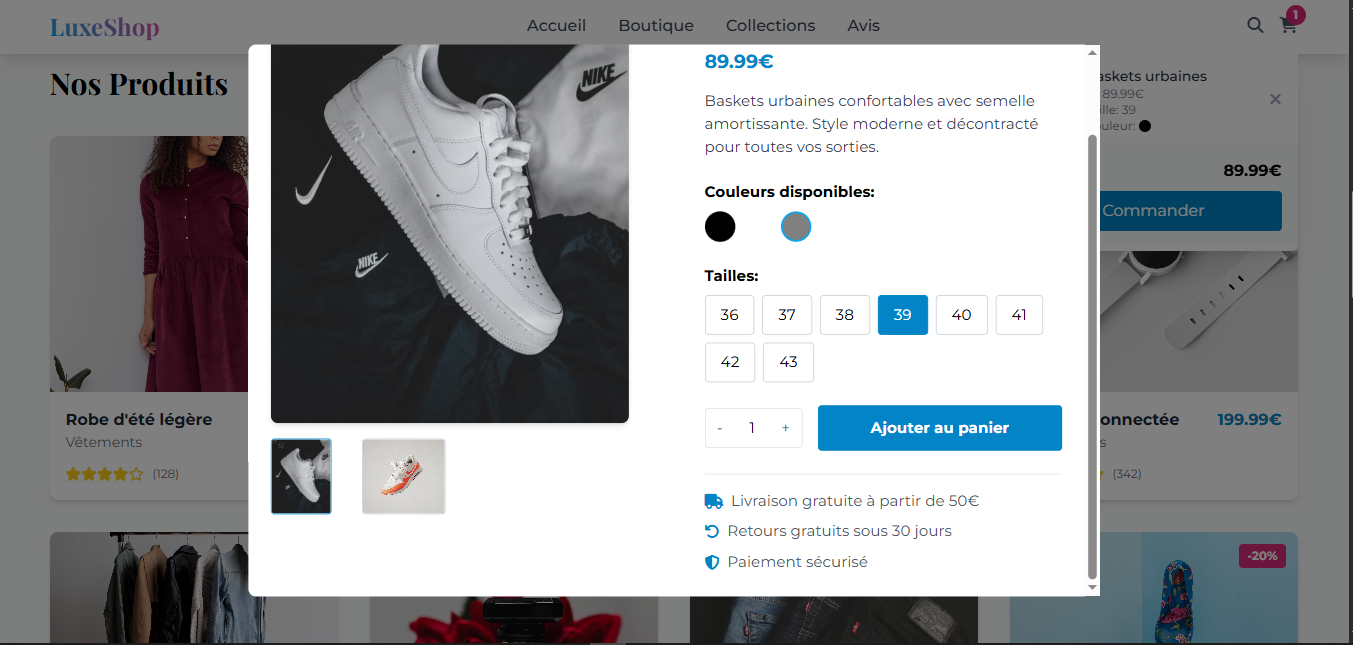 LuxeShop
Accueil
Boutique
Collections
Avis
1
Nos Produits
89.99€
Baskets urbaines confortables avec semelle
amortissante. Style moderne et décontracté
pour toutes vos sorties.
Couleurs disponibles:
Tailles:
36 37 38 39 40 41
42 43
- 1 +
Ajouter au panier
Livraison gratuite à partir de 50€
Retours gratuits sous 30 jours
Paiement sécurisé
NIKE
NIKE
askets urbaines
89.99€
ille: 39
uleur:
89.99€
Commander
Robe d'été légère
Vêtements
(128)
onnectée
199.99€
s
(342)
-20%